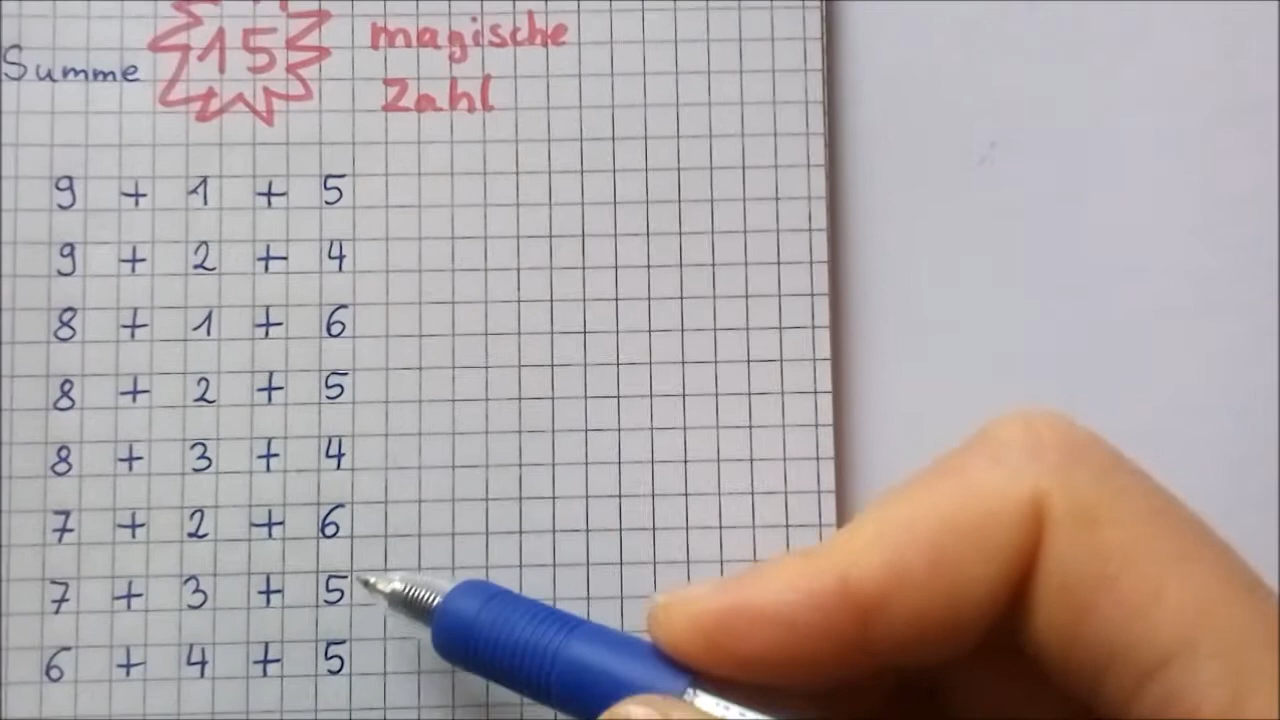 Summe 15 magische
Zahl
9 + 1 + 5
9 + 2 + 4
8 + 1 + 6
8 + 2 + 5
8 + 3 + 4
7 + 2 + 6
7 + 3 + 5
6 + 4 + 5